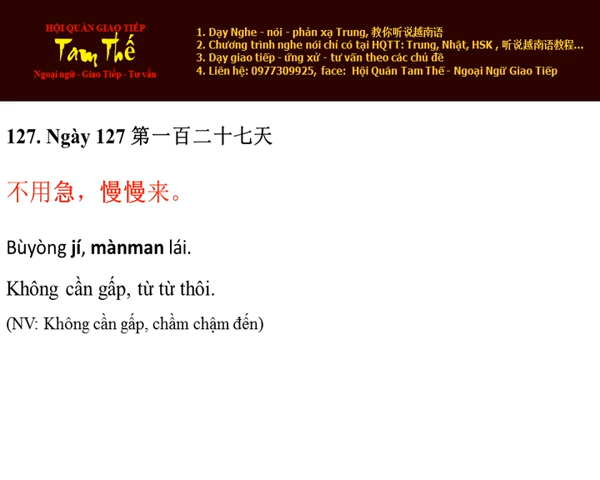 HỘI QUÁN GIAO TIẾP
Tam Thế
Ngoại ngữ - Giao Tiếp - Tư vấn
1. Dạy Nghe - nói - phản xạ Trung, 教你听说越南语
2. Chương trình nghe nói chỉ có tại HQTT: Trung, Nhật, HSK , 听说越南语教程...
3. Dạy giao tiếp - ứng xử - tư vấn theo các chủ đề
4. Liên hệ: 0977309925, face: Hội Quán Tam Thế - Ngoại Ngữ Giao Tiếp
127. Ngày 127 第一百二十七天
不用急，慢慢来。
Bùyòng jí, mànman lái.
Không cần gấp, từ từ thôi.
(NV: Không cần gấp, chầm chậm đến)